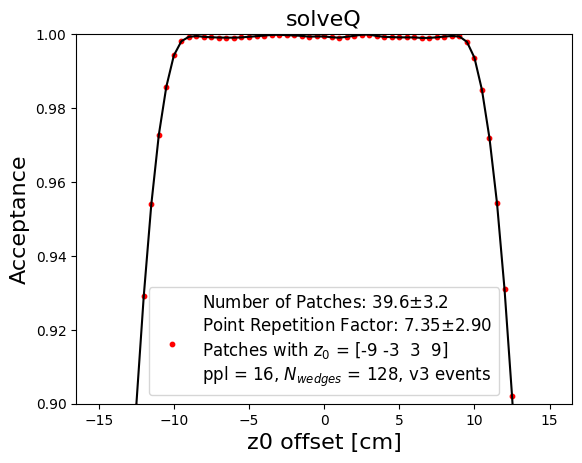 solveQ
1.00
0.98
0.96
0.94
0.92
0.90
Acceptance
Number of Patches: 39.6±3.2
Point Repetition Factor: 7.35±2.90
Patches with z₀ = [-9 -3  3  9]
ppl = 16, N_wedges = 128, v3 events
−15 −10 −5 0 5 10 15
z0 offset [cm]